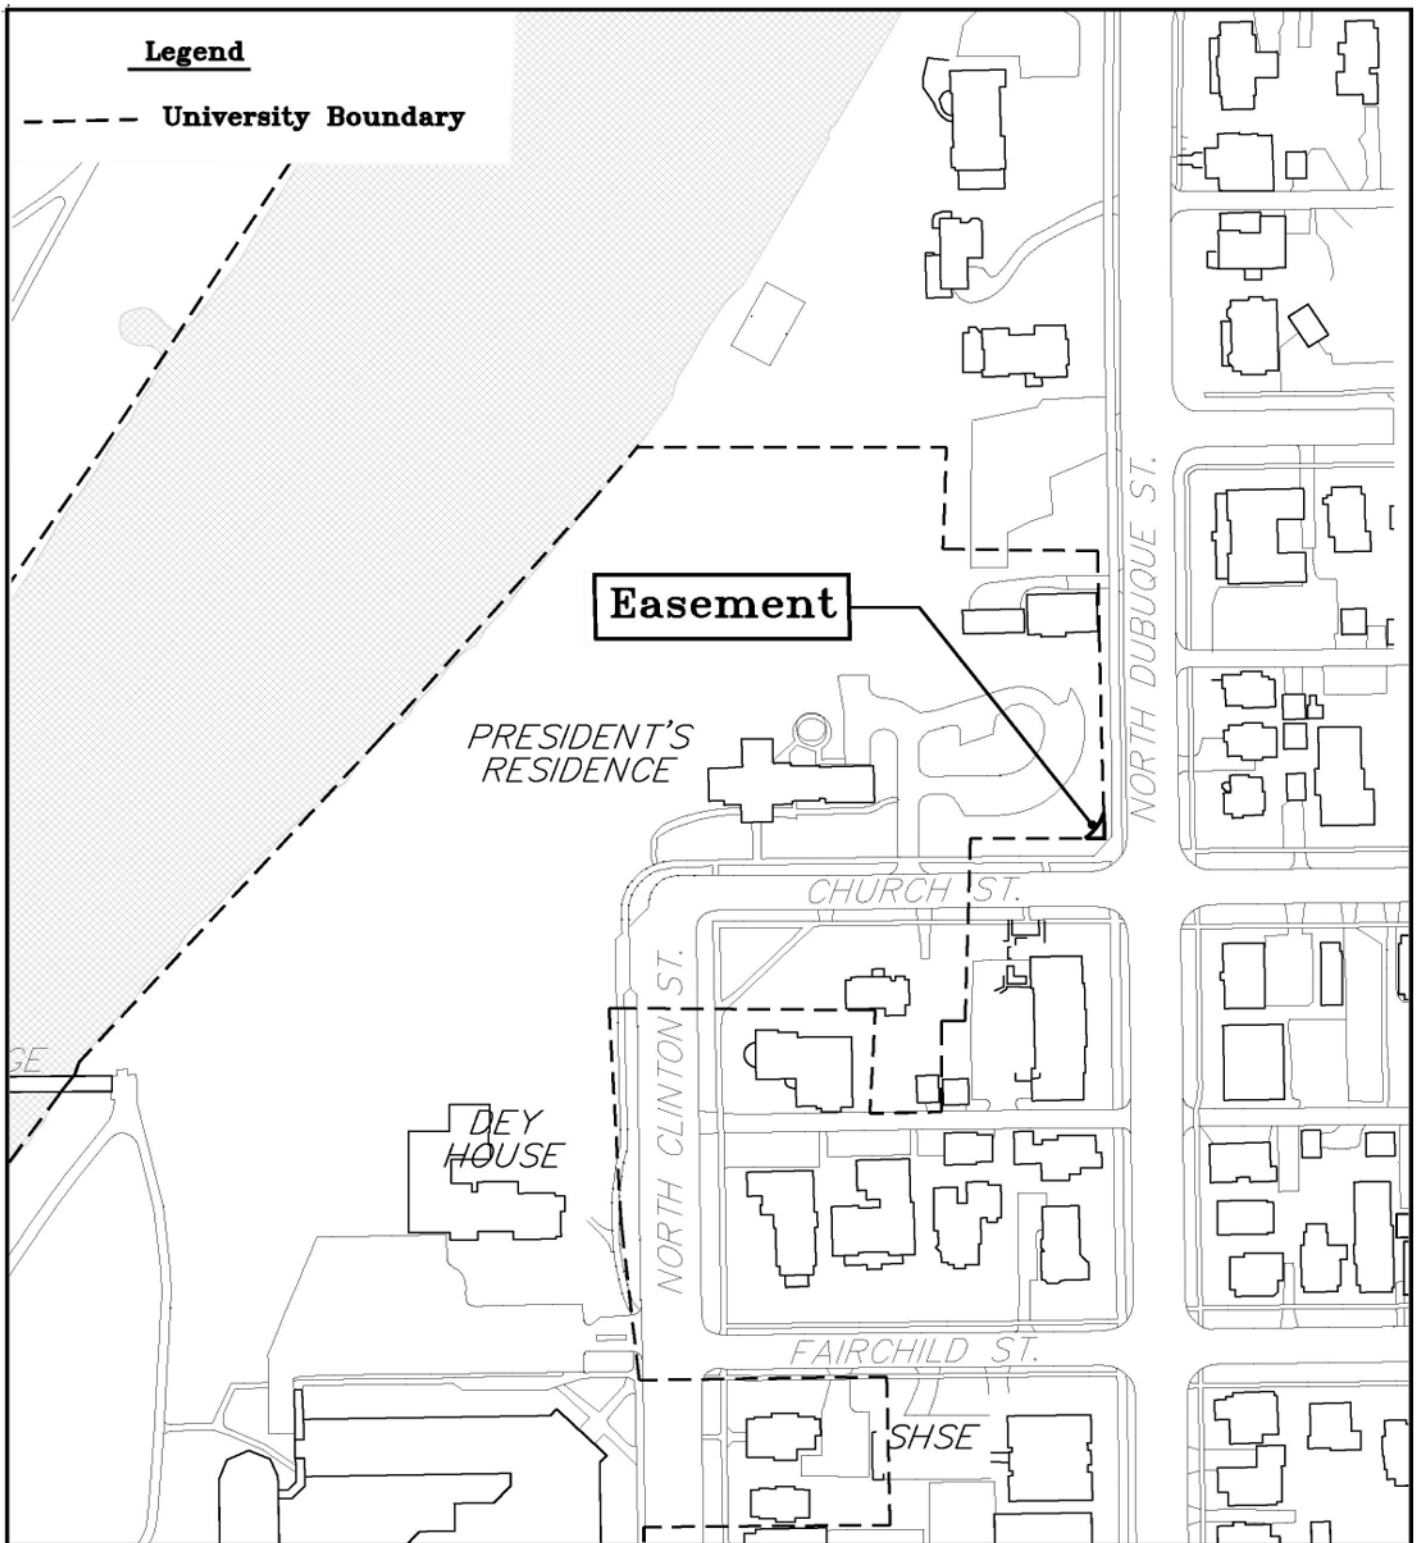 Legend
University Boundary
NORTH DUBUQUE ST.
Easement
PRESIDENT'S
RESIDENCE
CHURCH ST.
NORTH CLINTON ST.
GE
DEY
HOUSE
FAIRCHILD ST.
SHSE